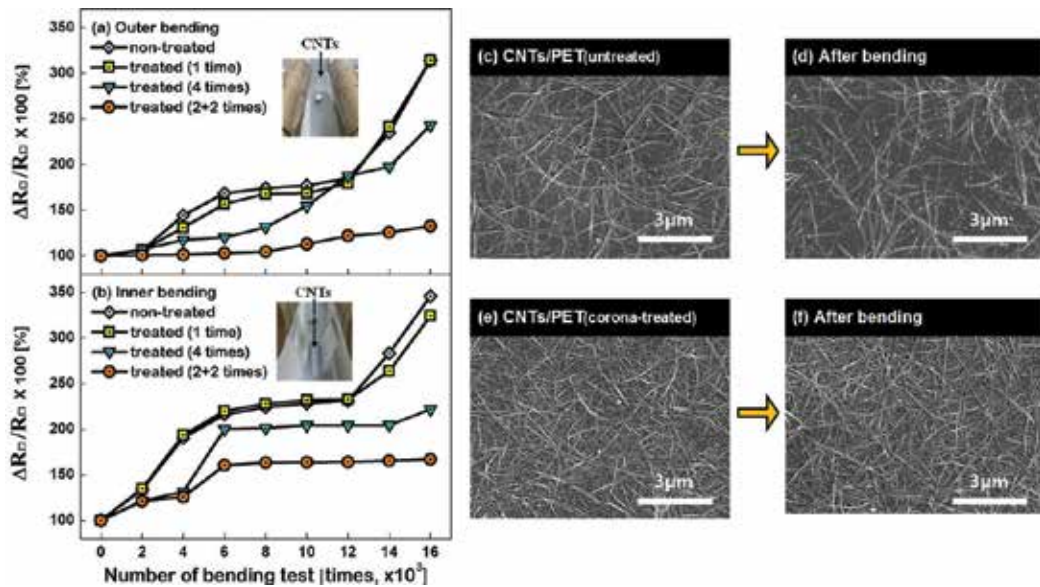 (a) Outer bending
non-treated
treated (1 time)
treated (4 times)
treated (2+2 times)
CNTs
350
300
250
200
150
100
ΔR□/R□ X 100 [%]
(b) Inner bending
non-treated
treated (1 time)
treated (4 times)
treated (2+2 times)
CNTs
350
300
250
200
150
100
ΔR□/R□ X 100 [%]
0 2 4 6 8 10 12 14 16
Number of bending test [times, x10³]
(c) CNTs/PET(untreated)
3μm
(d) After bending
3μm
(e) CNTs/PET(corona-treated)
3μm
(f) After bending
3μm